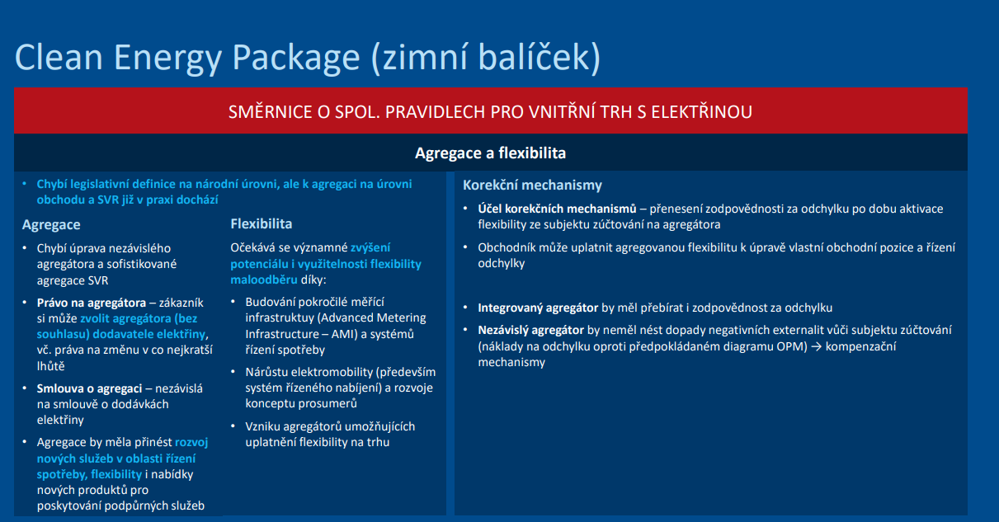 Clean Energy Package (zimní balíček)
SMĚRNICE O SPOL. PRAVIDLECH PRO VNITŘNÍ TRH S ELEKTŘINOU
Agregace a flexibilita
• Chybí legislativní definice na národní úrovni, ale k agregaci na úrovni
obchodu a SVR již v praxi dochází
Agregace
• Chybí úprava nezávislého
agregátora a sofistikované
agregace SVR
• Právo na agregátora – zákazník
si může zvolit agregátora (bez
souhlasu) dodavatele elektřiny,
vč. práva na změnu v co nejkratší
lhůtě
• Smlouva o agregaci – nezávislá
na smlouvě o dodávkách
elektřiny
• Agregace by měla přinést rozvoj
nových služeb v oblasti řízení
spotřeby, flexibility i nabídky
nových produktů pro
poskytování podpůrných služeb
Flexibilita
Očekává se významné zvýšení
potenciálu i využitelnosti flexibility
maloodběru díky:
• Budování pokročilé měřící
infrastruktuy (Advanced Metering
Infrastructure – AMI) a systémů
řízení spotřeby
• Nárůstu elektromobility (především
systém řízeného nabíjení) a rozvoje
konceptu prosumerů
• Vzniku agregátorů umožňujících
uplatnění flexibility na trhu
Korekční mechanismy
• Účel korekčních mechanismů – přenesení zodpovědnosti za odchylku po dobu aktivace
flexibility ze subjektu zúčtování na agregátora
• Obchodník může uplatnit agregovanou flexibilitu k úpravě vlastní obchodní pozice a řízení
odchylky
• Integrovaný agregátor by měl přebírat i zodpovědnost za odchylku
• Nezávislý agregátor by neměl nést dopady negativních externalit vůči subjektu zúčtování
(náklady na odchylku oproti předpokládaném diagramu OPM) → kompenzační
mechanismy